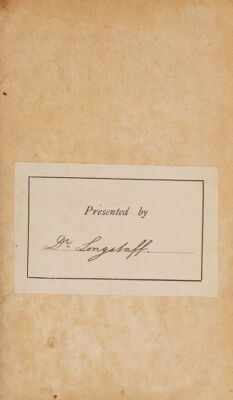 Presented by
Dr. Longstaff.